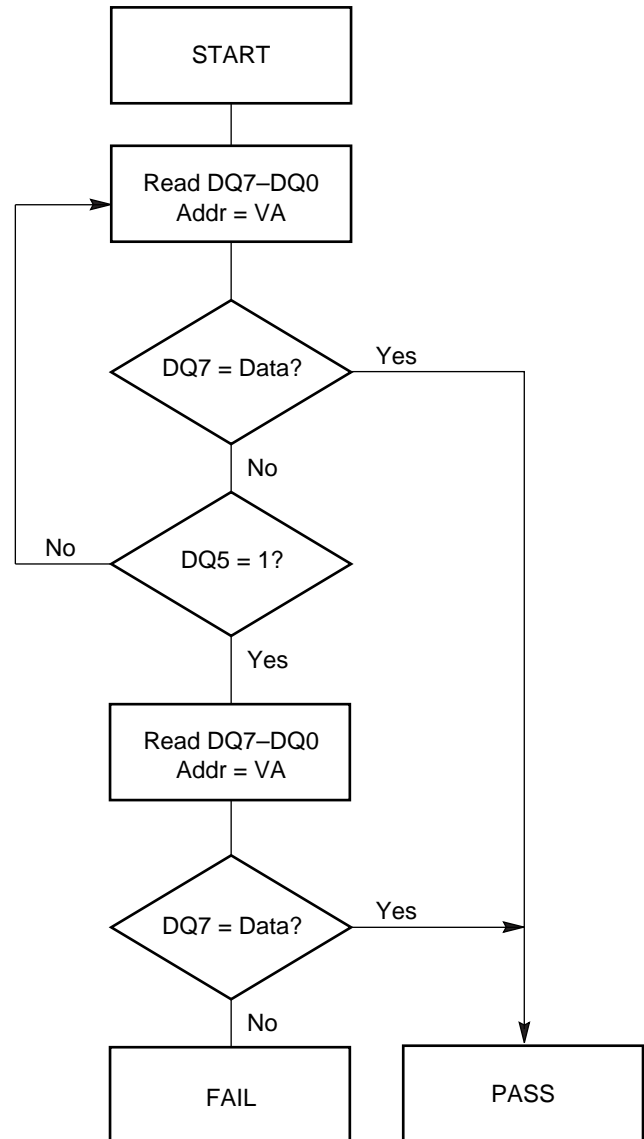 START
Read DQ7–DQ0
Addr = VA
DQ7 = Data?
Yes
No
No
DQ5 = 1?
Yes
Read DQ7–DQ0
Addr = VA
DQ7 = Data?
Yes
No
FAIL
PASS